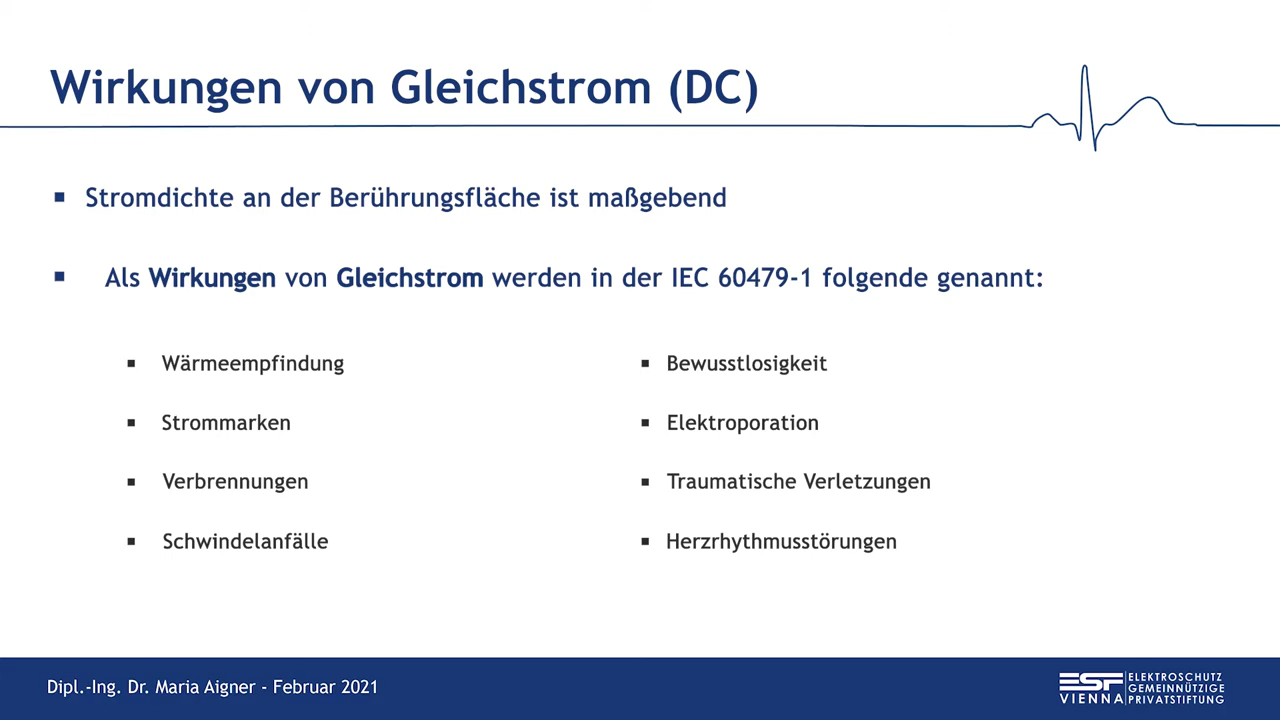 Wirkungen von Gleichstrom (DC)
Stromdichte an der Berührungsfläche ist maßgebend
Als Wirkungen von Gleichstrom werden in der IEC 60479-1 folgende genannt:
Wärmeempfindung
Strommarken
Verbrennungen
Schwindelanfälle
Bewusstlosigkeit
Elektroporation
Traumatische Verletzungen
Herzrhythmusstörungen
Dipl.-Ing. Dr. Maria Aigner - Februar 2021
ESF VIENNA
ELEKTROSCHUTZ
GEMEINNÜTZIGE
PRIVATSTIFTUNG